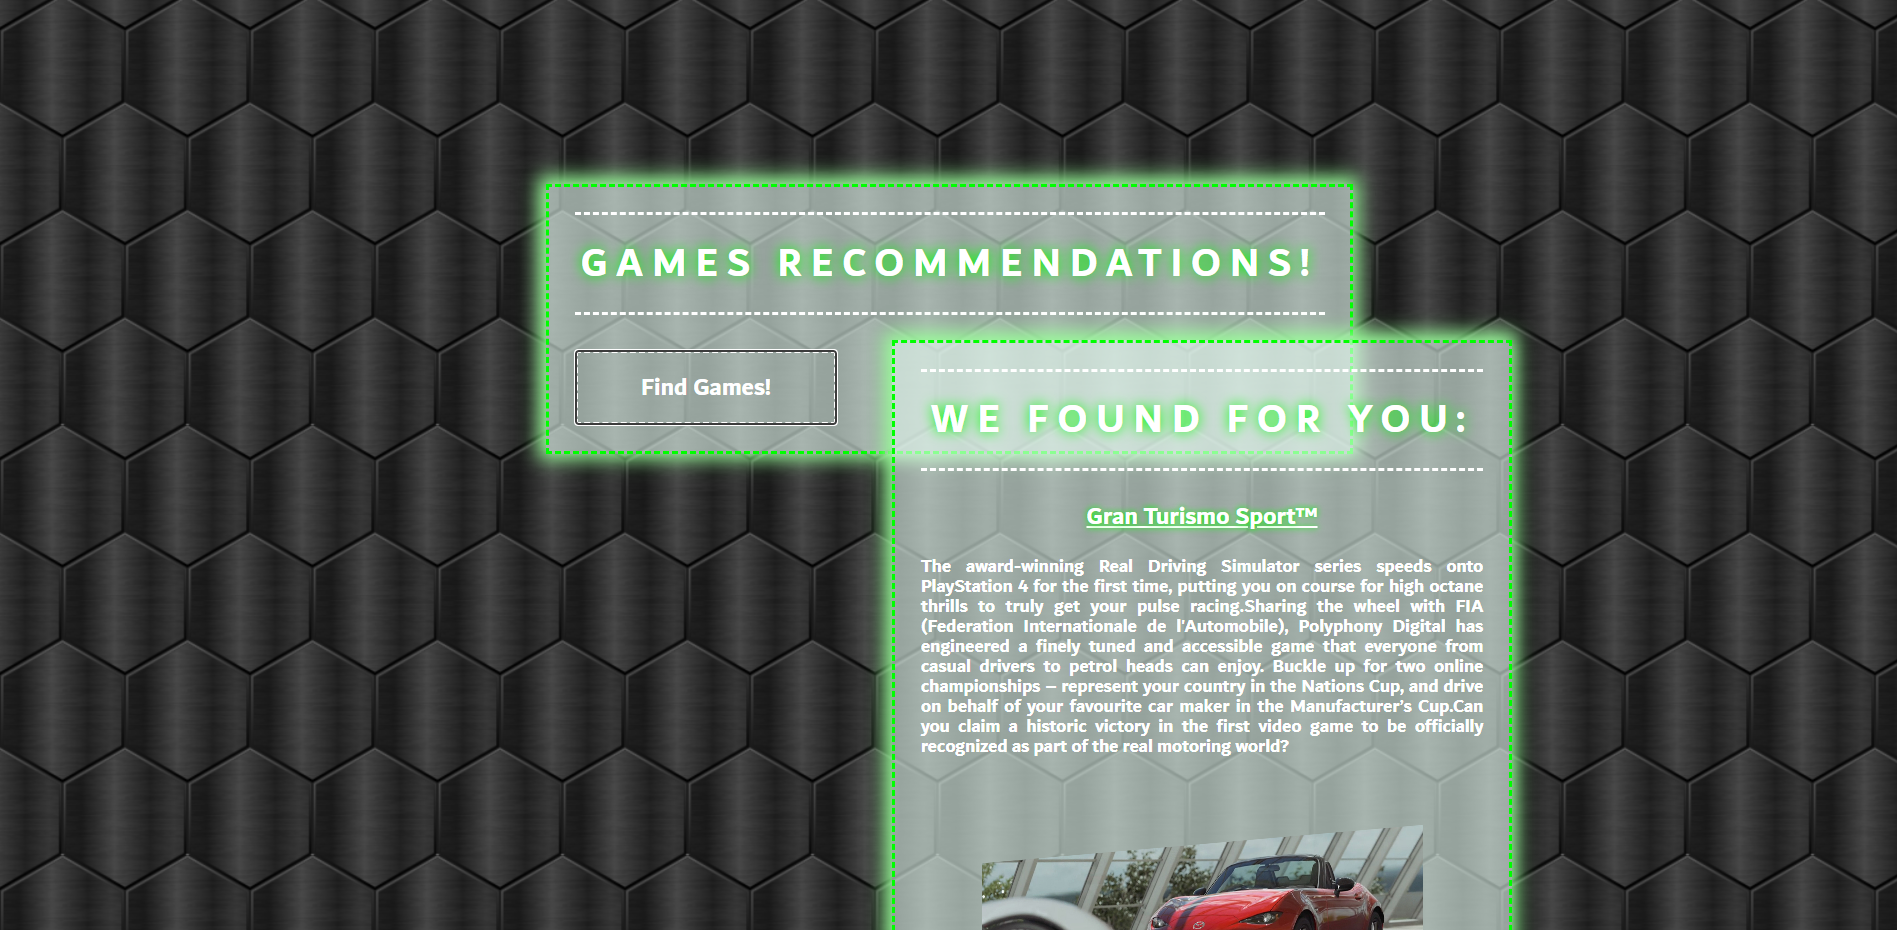 GAMES RECOMMENDATIONS!
Find Games!
WE FOUND FOR YOU:
Gran Turismo Sport™
The award-winning Real Driving Simulator series speeds onto
PlayStation 4 for the first time, putting you on course for high octane
thrills to truly get your pulse racing.Sharing the wheel with FIA
(Federation Internationale de l'Automobile), Polyphony Digital has
engineered a finely tuned and accessible game that everyone from
casual drivers to petrol heads can enjoy. Buckle up for two online
championships – represent your country in the Nations Cup, and drive
on behalf of your favourite car maker in the Manufacturer’s Cup.Can
you claim a historic victory in the first video game to be officially
recognized as part of the real motoring world?